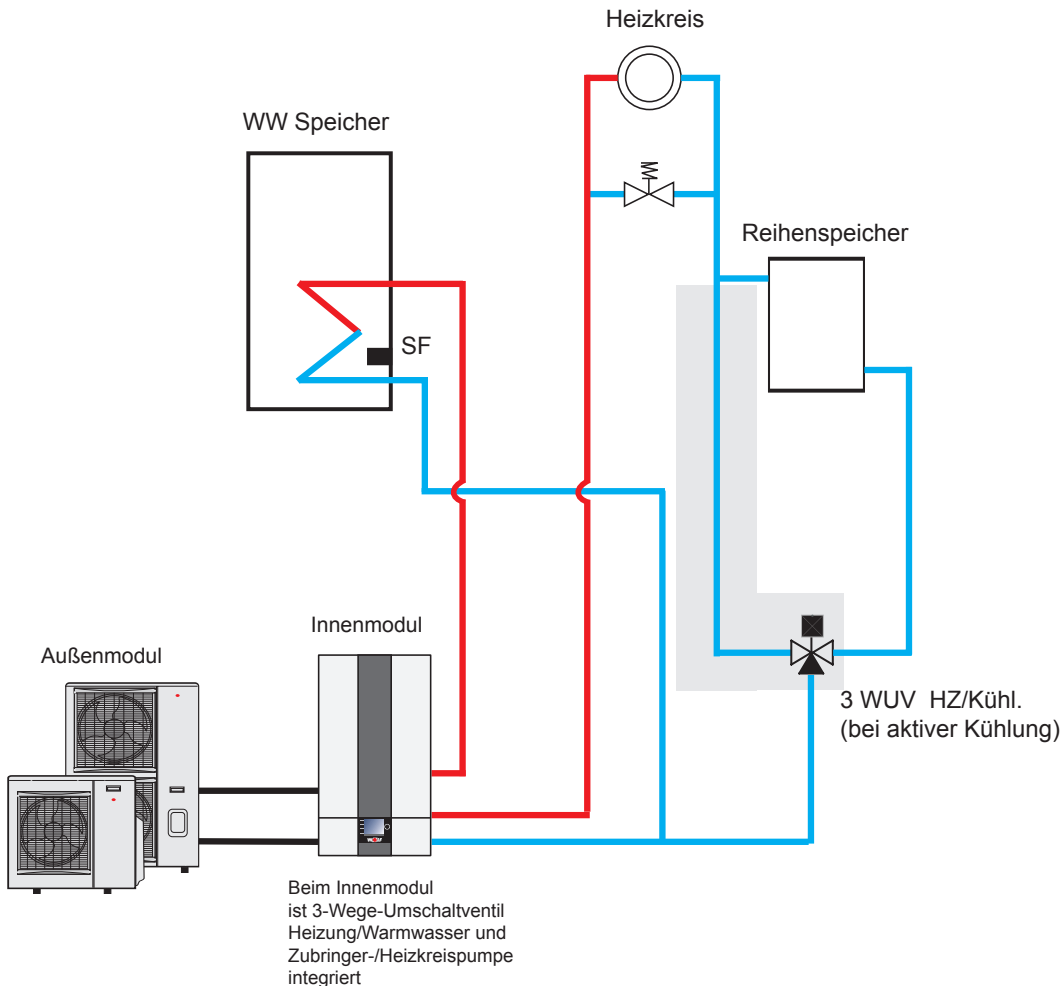 Heizkreis
WW Speicher
Reihenspeicher
SF
Innenmodul
Außenmodul
3 WUV HZ/Kühl.
(bei aktiver Kühlung)
Beim Innenmodul
ist 3-Wege-Umschaltventil
Heizung/Warmwasser und
Zubringer-/Heizkreispumpe
integriert